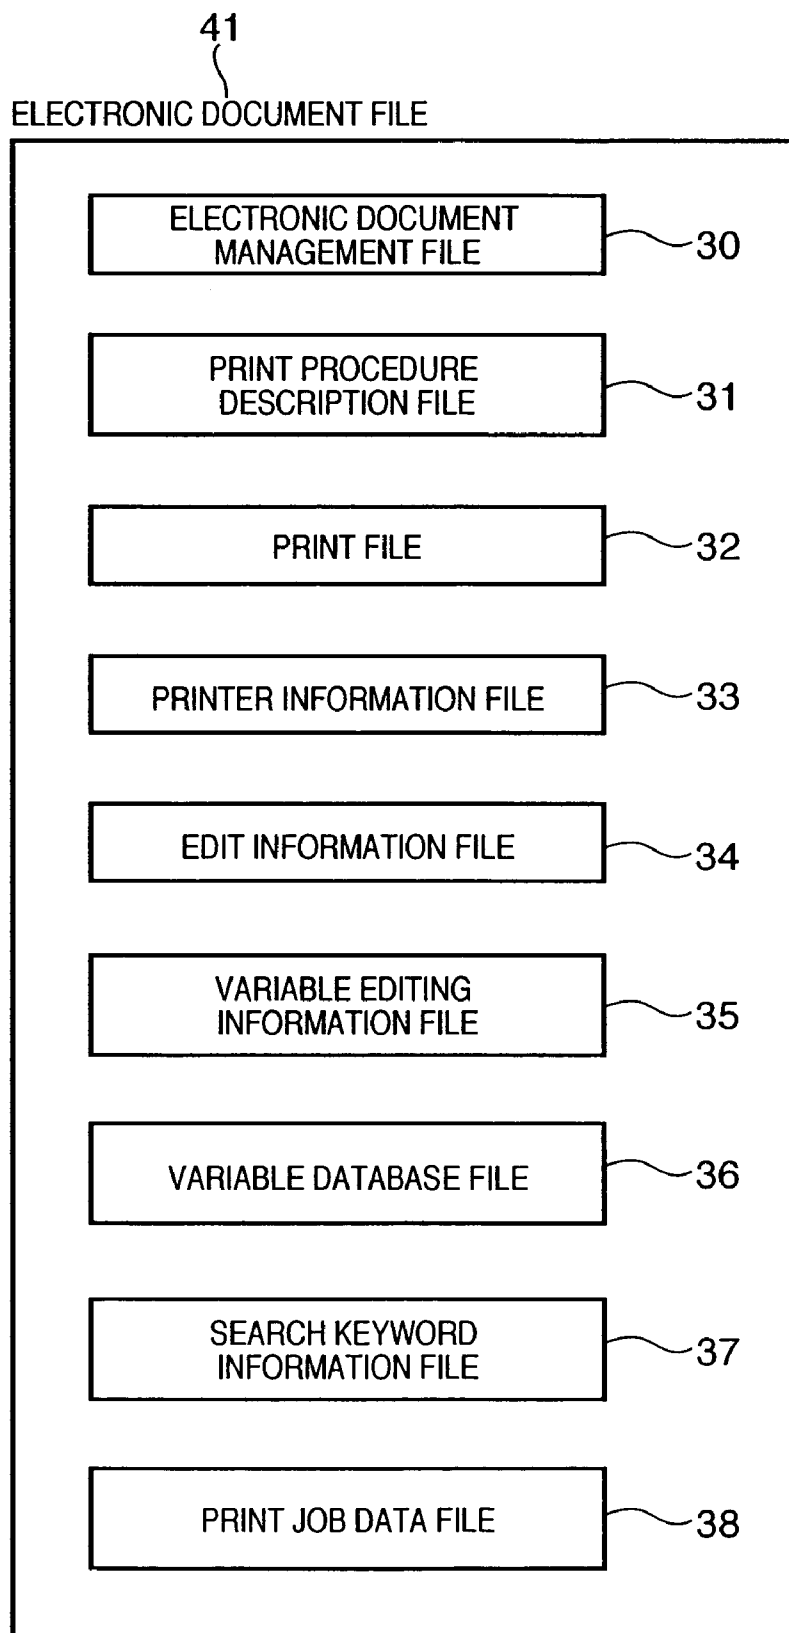 41
ELECTRONIC DOCUMENT FILE
ELECTRONIC DOCUMENT
MANAGEMENT FILE
30
PRINT PROCEDURE
DESCRIPTION FILE
31
PRINT FILE
32
PRINTER INFORMATION FILE
33
EDIT INFORMATION FILE
34
VARIABLE EDITING
INFORMATION FILE
35
VARIABLE DATABASE FILE
36
SEARCH KEYWORD
INFORMATION FILE
37
PRINT JOB DATA FILE
38